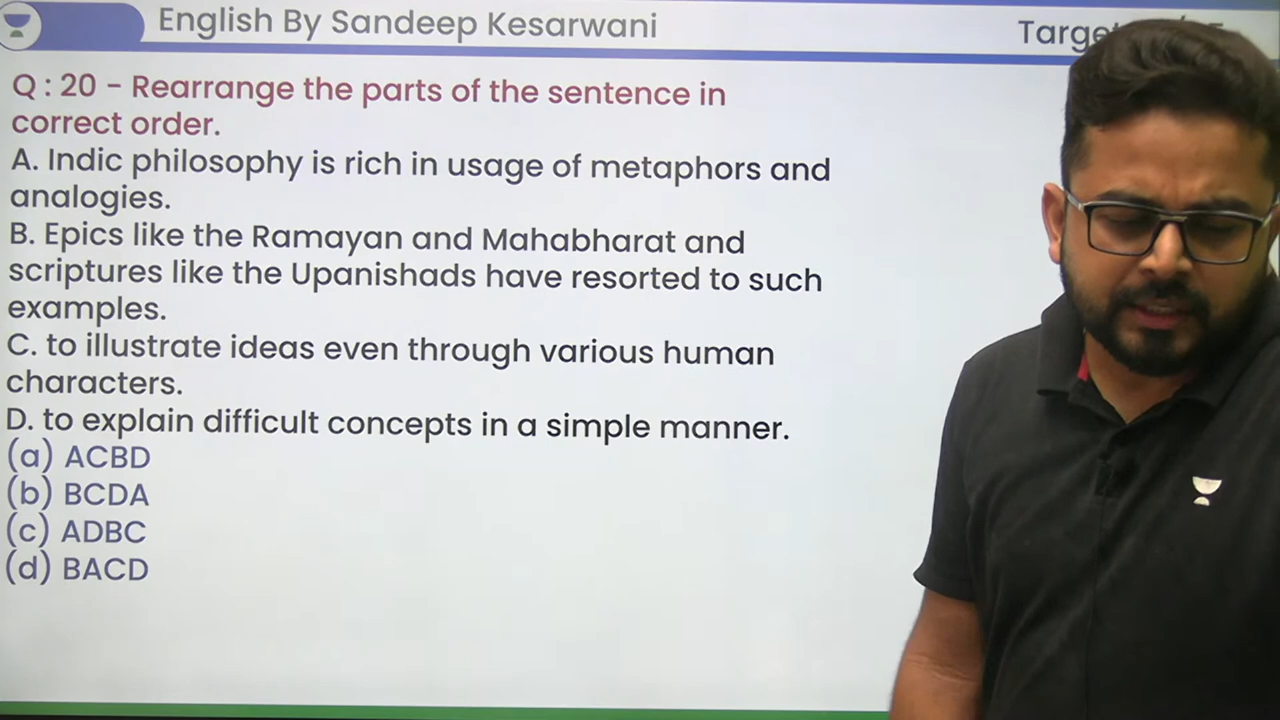 English By Sandeep Kesarwani
Q : 20 - Rearrange the parts of the sentence in
correct order.
A. Indic philosophy is rich in usage of metaphors and
analogies.
B. Epics like the Ramayan and Mahabharat and
scriptures like the Upanishads have resorted to such
examples.
C. to illustrate ideas even through various human
characters.
D. to explain difficult concepts in a simple manner.
(a) ACBD
(b) BCDA
(c) ADBC
(d) BACD